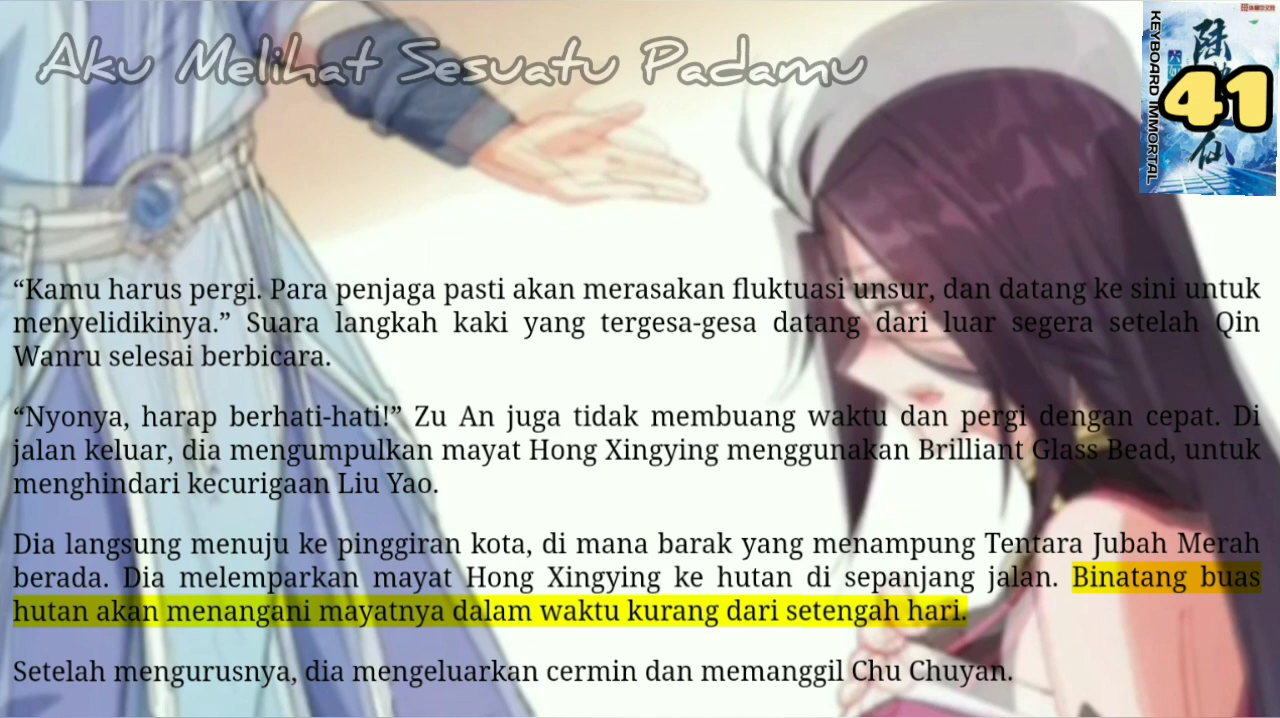 Aku Melihat Sesuatu Padamu
KEYBOARD IMMORTAL
41
仙
“Kamu harus pergi. Para penjaga pasti akan merasakan fluktuasi unsur, dan datang ke sini untuk
menyelidikinya.” Suara langkah kaki yang tergesa-gesa datang dari luar segera setelah Qin
Wanru selesai berbicara.
“Nyonya, harap berhati-hati!” Zu An juga tidak membuang waktu dan pergi dengan cepat. Di
jalan keluar, dia mengumpulkan mayat Hong Xingying menggunakan Brilliant Glass Bead, untuk
menghindari kecurigaan Liu Yao.
Dia langsung menuju ke pinggiran kota, di mana barak yang menampung Tentara Jubah Merah
berada. Dia melemparkan mayat Hong Xingying ke hutan di sepanjang jalan. Binatang buas
hutan akan menangani mayatnya dalam waktu kurang dari setengah hari.
Setelah mengurusnya, dia mengeluarkan cermin dan memanggil Chu Chuyan.